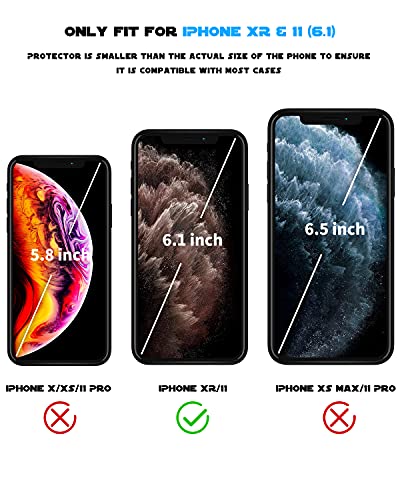 ONLY FIT FOR IPHONE XR & 11 (6.1)
PROTECTOR IS SMALLER THAN THE ACTUAL SIZE OF THE PHONE TO ENSURE
IT IS COMPATIBLE WITH MOST CASES
5.8 inch
6.1 inch
6.5 inch
IPHONE X/XS/11 PRO
IPHONE XR/11
IPHONE XS MAX/11 PRO